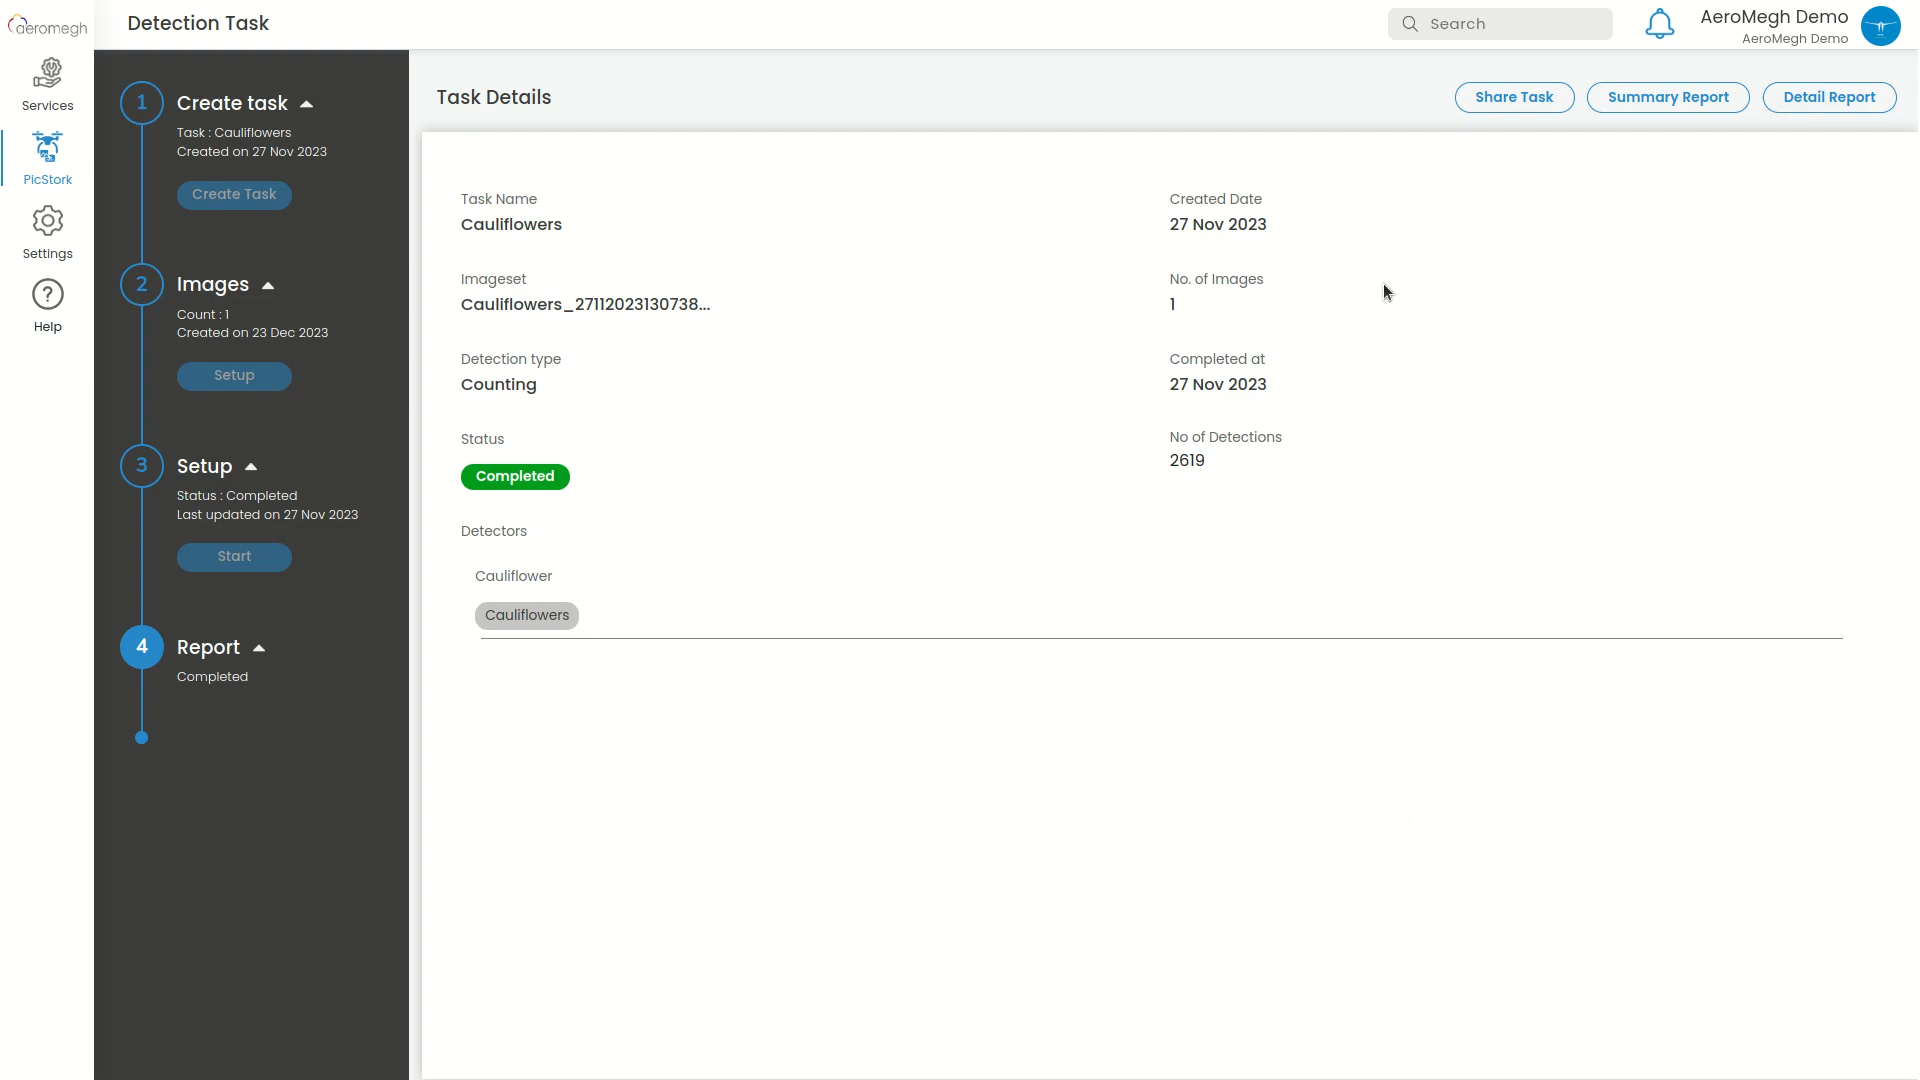 aeromegh
Detection Task
Search
AeroMegh Demo
AeroMegh Demo
Services
PicStork
Settings
?
Help
1
Create task
Task : Cauliflowers
Created on 27 Nov 2023
Create Task
2
Images
Count : 1
Created on 23 Dec 2023
Setup
3
Setup
Status : Completed
Last updated on 27 Nov 2023
Start
4
Report
Completed
Task Details
Share Task
Summary Report
Detail Report
Task Name
Cauliflowers
Created Date
27 Nov 2023
Imageset
Cauliflowers_27112023130738...
No. of Images
1
Detection type
Counting
Completed at
27 Nov 2023
Status
Completed
No of Detections
2619
Detectors
Cauliflower
Cauliflowers